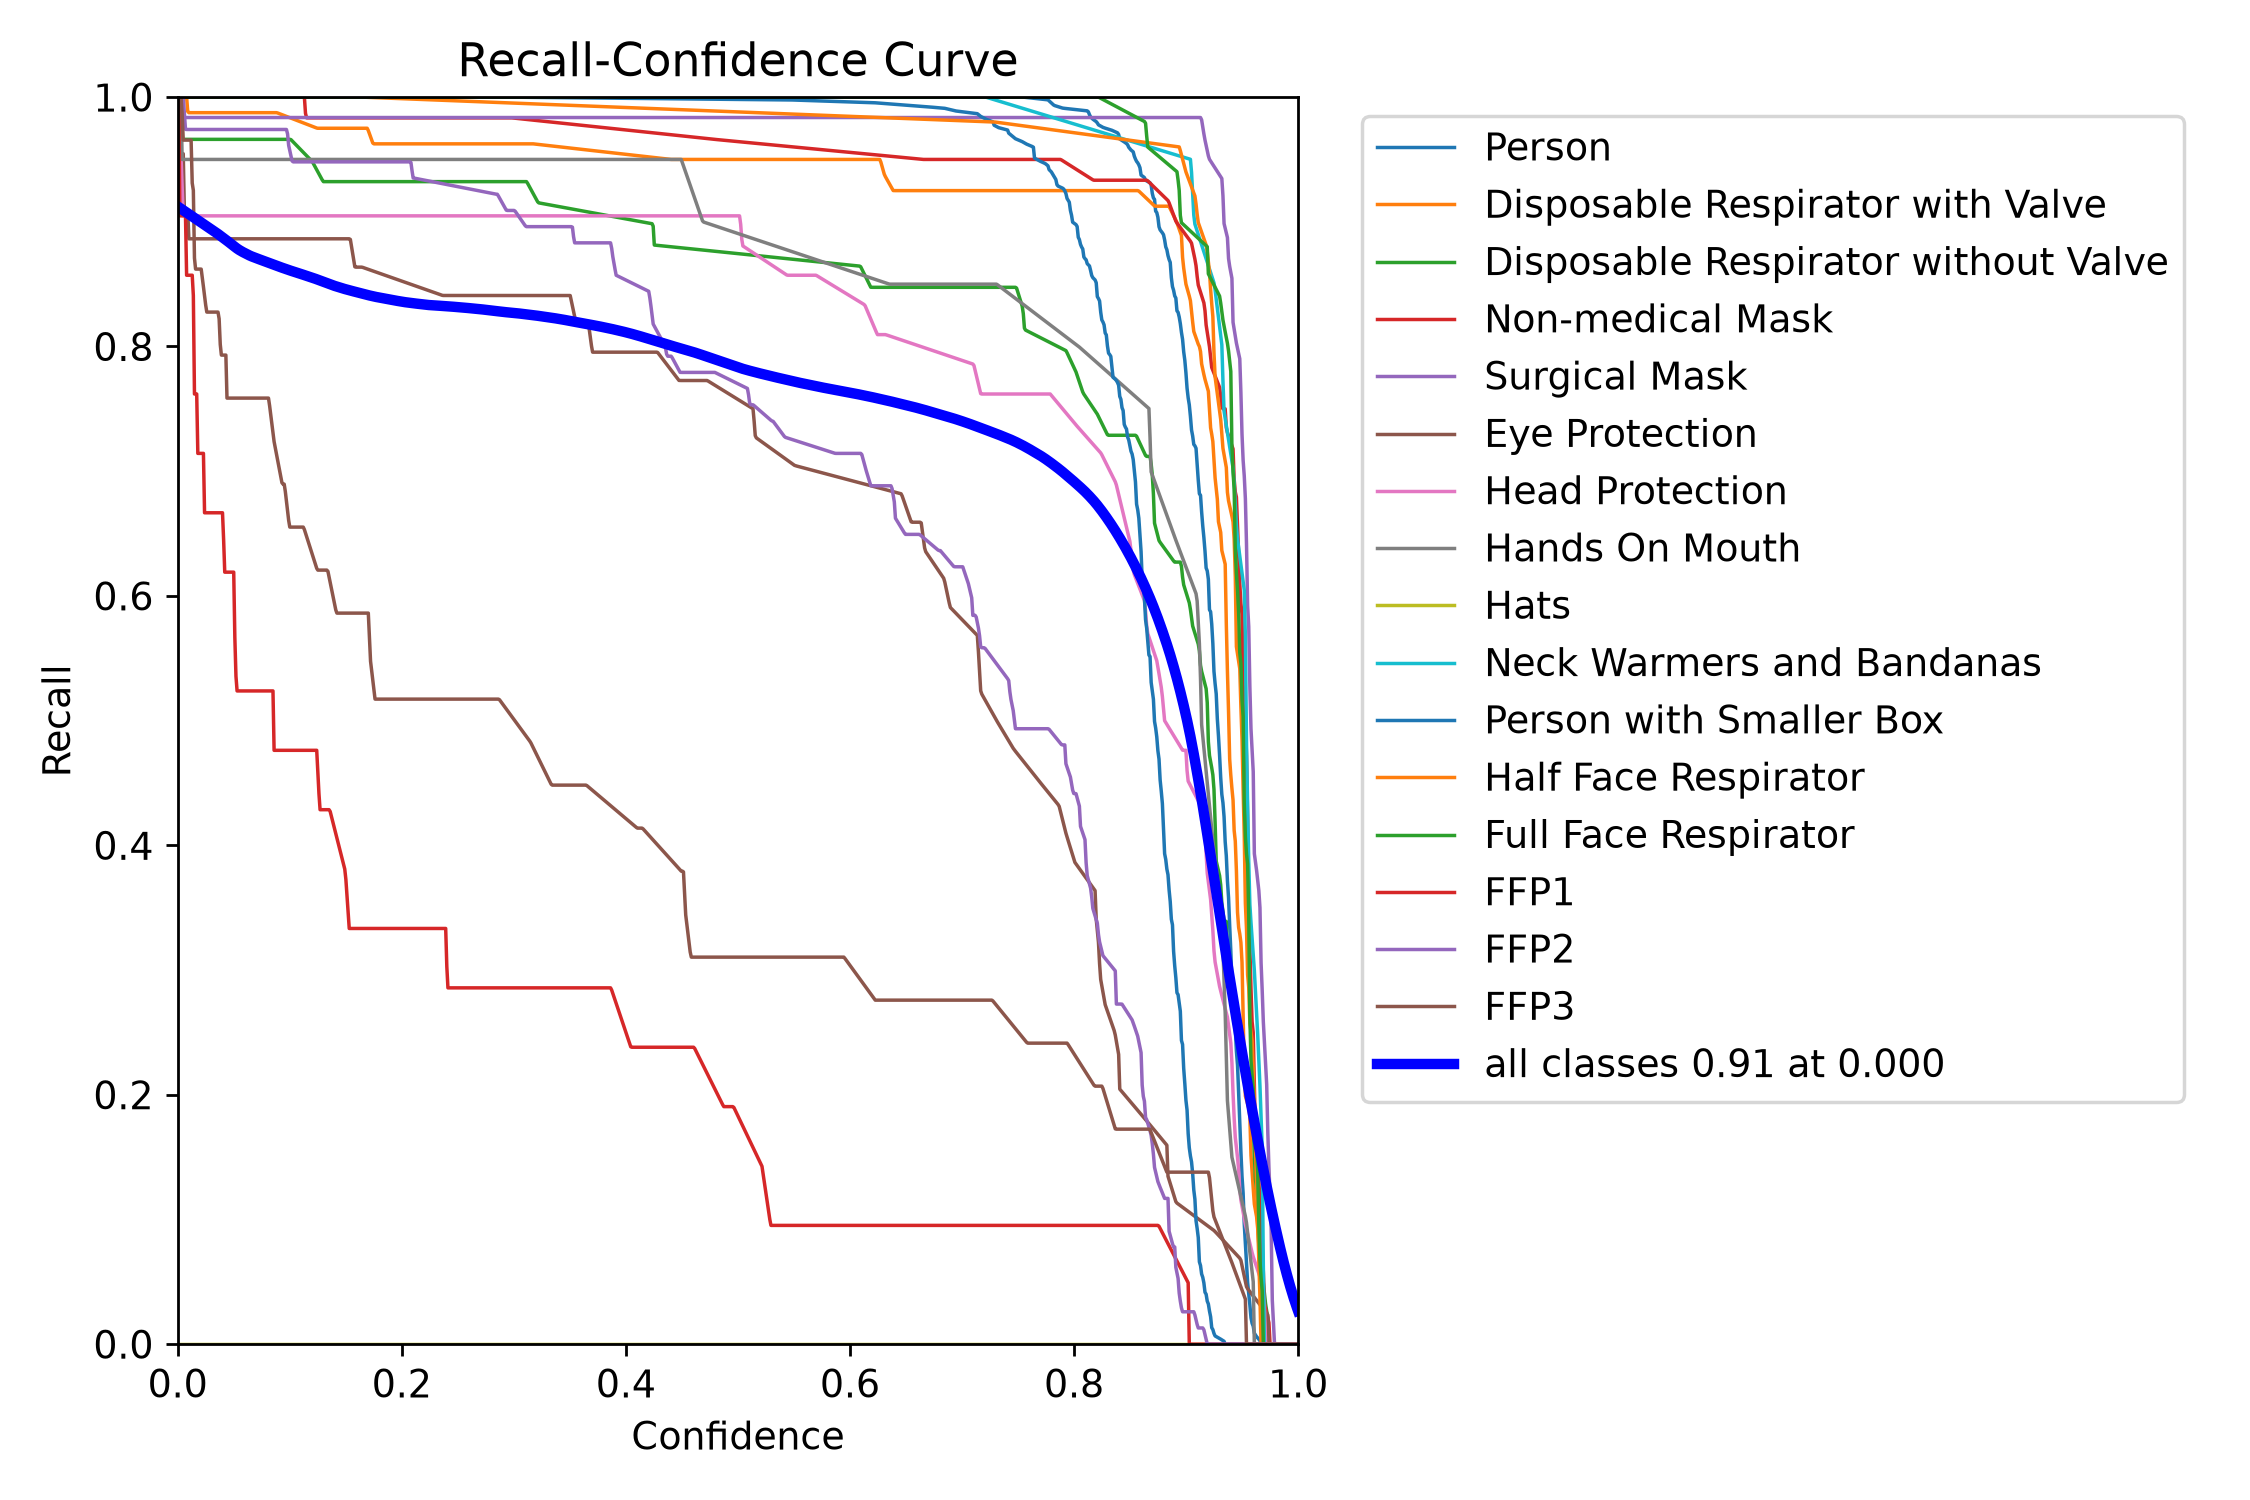 Recall-Confidence Curve
1.0
0.8
0.6
0.4
0.2
0.0
Recall
0.0 0.2 0.4 0.6 0.8 1.0
Confidence
Person
Disposable Respirator with Valve
Disposable Respirator without Valve
Non-medical Mask
Surgical Mask
Eye Protection
Head Protection
Hands On Mouth
Hats
Neck Warmers and Bandanas
Person with Smaller Box
Half Face Respirator
Full Face Respirator
FFP1
FFP2
FFP3
all classes 0.91 at 0.000